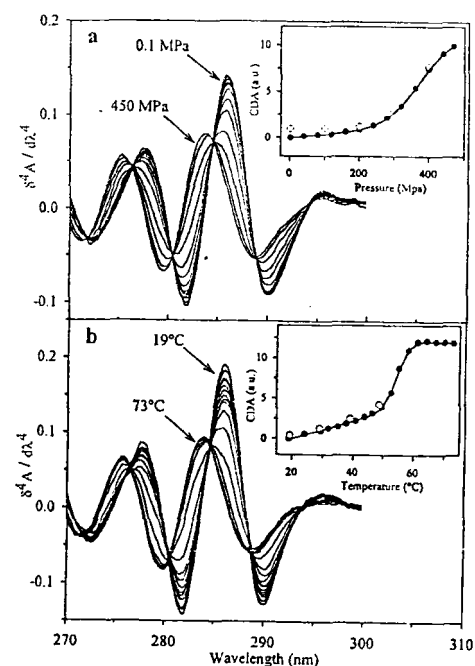 a
0.1 MPa
450 MPa
δ⁴A / dλ⁴
0.2
0.1
0.0
-0.1
CDA (a.u.)
10
5
0
0 200 400
Pressure (Mpa)
b
19°C
73°C
δ⁴A / dλ⁴
0.2
0.1
0.0
-0.1
CDA (a.u.)
10
5
0
20 40 60
Temperature (°C)
270 280 290 300 310
Wavelength (nm)